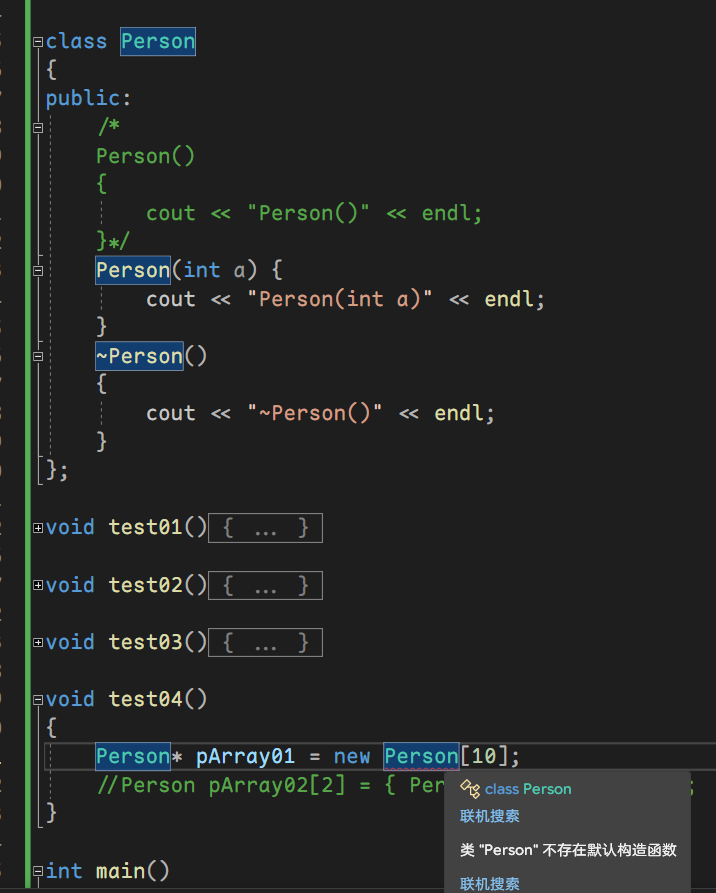 class Person
{
public:
/*
Person()
{
cout << "Person()" << endl;
}*/
Person(int a) {
cout << "Person(int a)" << endl;
}
~Person()
{
cout << "~Person()" << endl;
}
};
void test01(){ ... }
void test02(){ ... }
void test03(){ ... }
void test04()
{
Person* pArray01 = new Person[10];
//Person pArray02[2] = { Per
;
class Person
联机搜索
类 "Person" 不存在默认构造函数
联机搜索
}
int main()